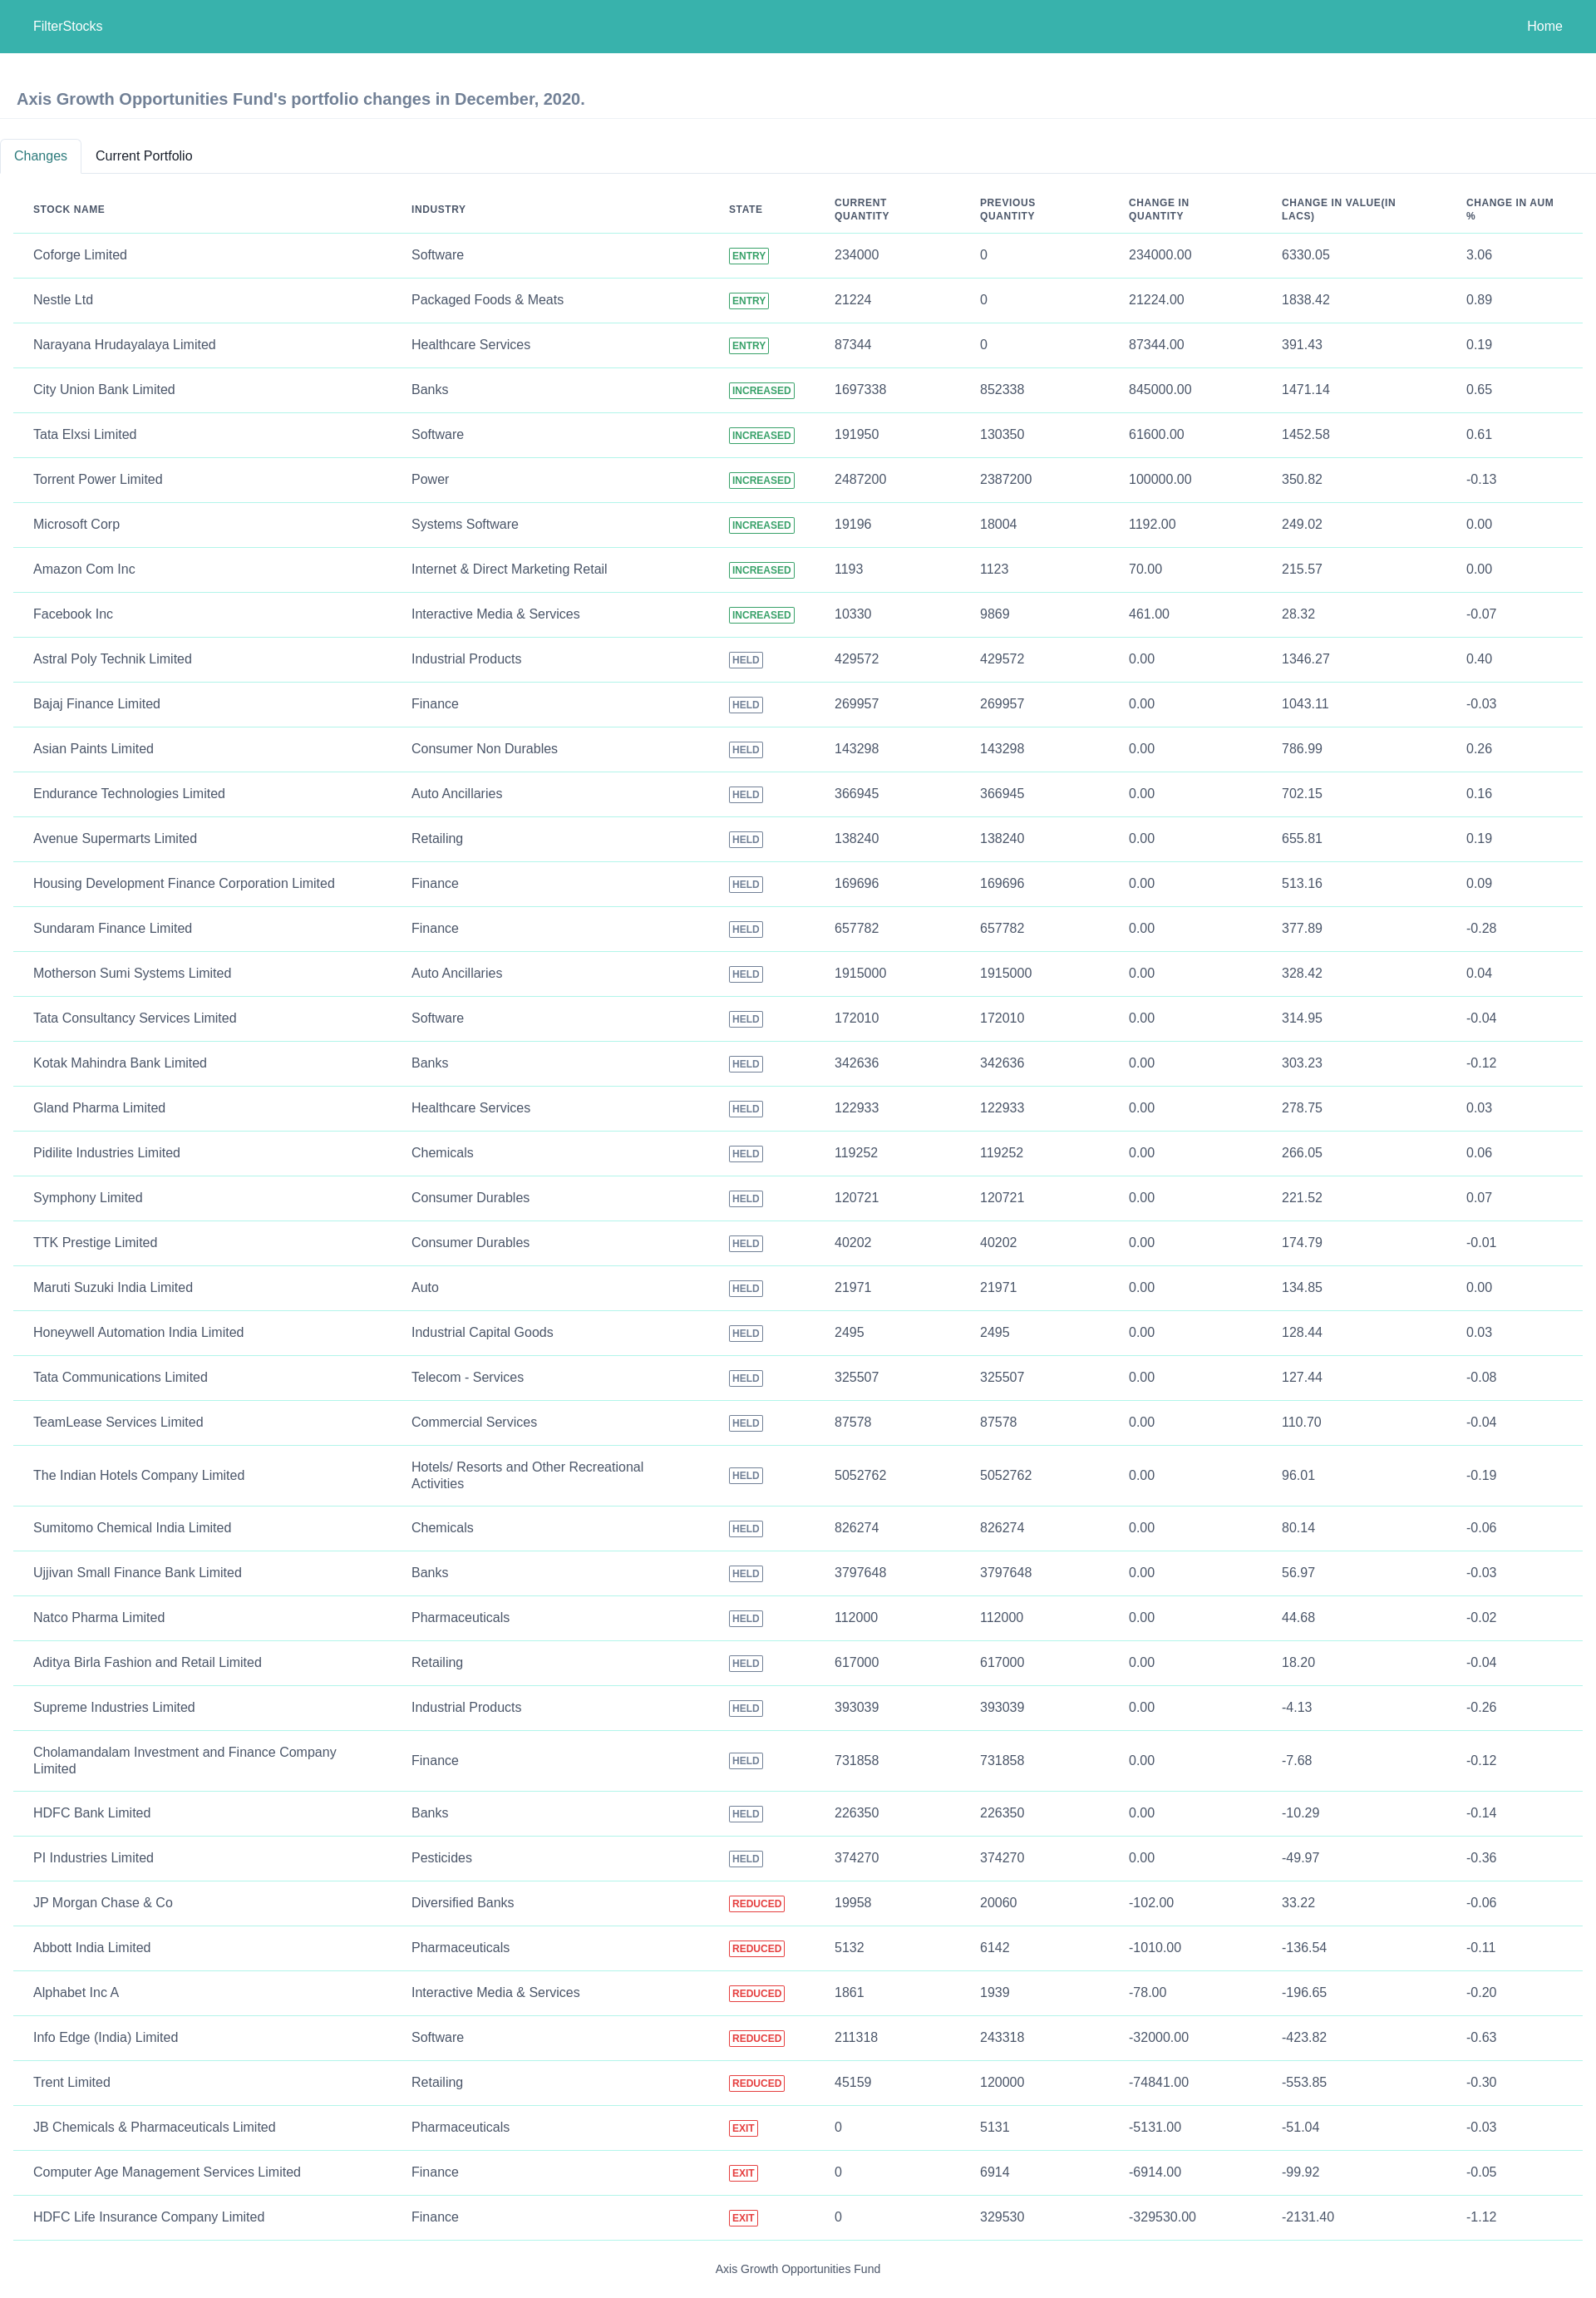 FilterStocks Home
Axis Growth Opportunities Fund's portfolio changes in December, 2020.
Changes Current Portfolio
STOCK NAME INDUSTRY STATE CURRENT QUANTITY PREVIOUS QUANTITY CHANGE IN QUANTITY CHANGE IN VALUE(IN LACS) CHANGE IN AUM %
Coforge Limited Software ENTRY 234000 0 234000.00 6330.05 3.06
Nestle Ltd Packaged Foods & Meats ENTRY 21224 0 21224.00 1838.42 0.89
Narayana Hrudayalaya Limited Healthcare Services ENTRY 87344 0 87344.00 391.43 0.19
City Union Bank Limited Banks INCREASED 1697338 852338 845000.00 1471.14 0.65
Tata Elxsi Limited Software INCREASED 191950 130350 61600.00 1452.58 0.61
Torrent Power Limited Power INCREASED 2487200 2387200 100000.00 350.82 -0.13
Microsoft Corp Systems Software INCREASED 19196 18004 1192.00 249.02 0.00
Amazon Com Inc Internet & Direct Marketing Retail INCREASED 1193 1123 70.00 215.57 0.00
Facebook Inc Interactive Media & Services INCREASED 10330 9869 461.00 28.32 -0.07
Astral Poly Technik Limited Industrial Products HELD 429572 429572 0.00 1346.27 0.40
Bajaj Finance Limited Finance HELD 269957 269957 0.00 1043.11 -0.03
Asian Paints Limited Consumer Non Durables HELD 143298 143298 0.00 786.99 0.26
Endurance Technologies Limited Auto Ancillaries HELD 366945 366945 0.00 702.15 0.16
Avenue Supermarts Limited Retailing HELD 138240 138240 0.00 655.81 0.19
Housing Development Finance Corporation Limited Finance HELD 169696 169696 0.00 513.16 0.09
Sundaram Finance Limited Finance HELD 657782 657782 0.00 377.89 -0.28
Motherson Sumi Systems Limited Auto Ancillaries HELD 1915000 1915000 0.00 328.42 0.04
Tata Consultancy Services Limited Software HELD 172010 172010 0.00 314.95 -0.04
Kotak Mahindra Bank Limited Banks HELD 342636 342636 0.00 303.23 -0.12
Gland Pharma Limited Healthcare Services HELD 122933 122933 0.00 278.75 0.03
Pidilite Industries Limited Chemicals HELD 119252 119252 0.00 266.05 0.06
Symphony Limited Consumer Durables HELD 120721 120721 0.00 221.52 0.07
TTK Prestige Limited Consumer Durables HELD 40202 40202 0.00 174.79 -0.01
Maruti Suzuki India Limited Auto HELD 21971 21971 0.00 134.85 0.00
Honeywell Automation India Limited Industrial Capital Goods HELD 2495 2495 0.00 128.44 0.03
Tata Communications Limited Telecom - Services HELD 325507 325507 0.00 127.44 -0.08
TeamLease Services Limited Commercial Services HELD 87578 87578 0.00 110.70 -0.04
The Indian Hotels Company Limited Hotels/ Resorts and Other Recreational Activities HELD 5052762 5052762 0.00 96.01 -0.19
Sumitomo Chemical India Limited Chemicals HELD 826274 826274 0.00 80.14 -0.06
Ujjivan Small Finance Bank Limited Banks HELD 3797648 3797648 0.00 56.97 -0.03
Natco Pharma Limited Pharmaceuticals HELD 112000 112000 0.00 44.68 -0.02
Aditya Birla Fashion and Retail Limited Retailing HELD 617000 617000 0.00 18.20 -0.04
Supreme Industries Limited Industrial Products HELD 393039 393039 0.00 -4.13 -0.26
Cholamandalam Investment and Finance Company Limited Finance HELD 731858 731858 0.00 -7.68 -0.12
HDFC Bank Limited Banks HELD 226350 226350 0.00 -10.29 -0.14
PI Industries Limited Pesticides HELD 374270 374270 0.00 -49.97 -0.36
JP Morgan Chase & Co Diversified Banks REDUCED 19958 20060 -102.00 33.22 -0.06
Abbott India Limited Pharmaceuticals REDUCED 5132 6142 -1010.00 -136.54 -0.11
Alphabet Inc A Interactive Media & Services REDUCED 1861 1939 -78.00 -196.65 -0.20
Info Edge (India) Limited Software REDUCED 211318 243318 -32000.00 -423.82 -0.63
Trent Limited Retailing REDUCED 45159 120000 -74841.00 -553.85 -0.30
JB Chemicals & Pharmaceuticals Limited Pharmaceuticals EXIT 0 5131 -5131.00 -51.04 -0.03
Computer Age Management Services Limited Finance EXIT 0 6914 -6914.00 -99.92 -0.05
HDFC Life Insurance Company Limited Finance EXIT 0 329530 -329530.00 -2131.40 -1.12
Axis Growth Opportunities Fund